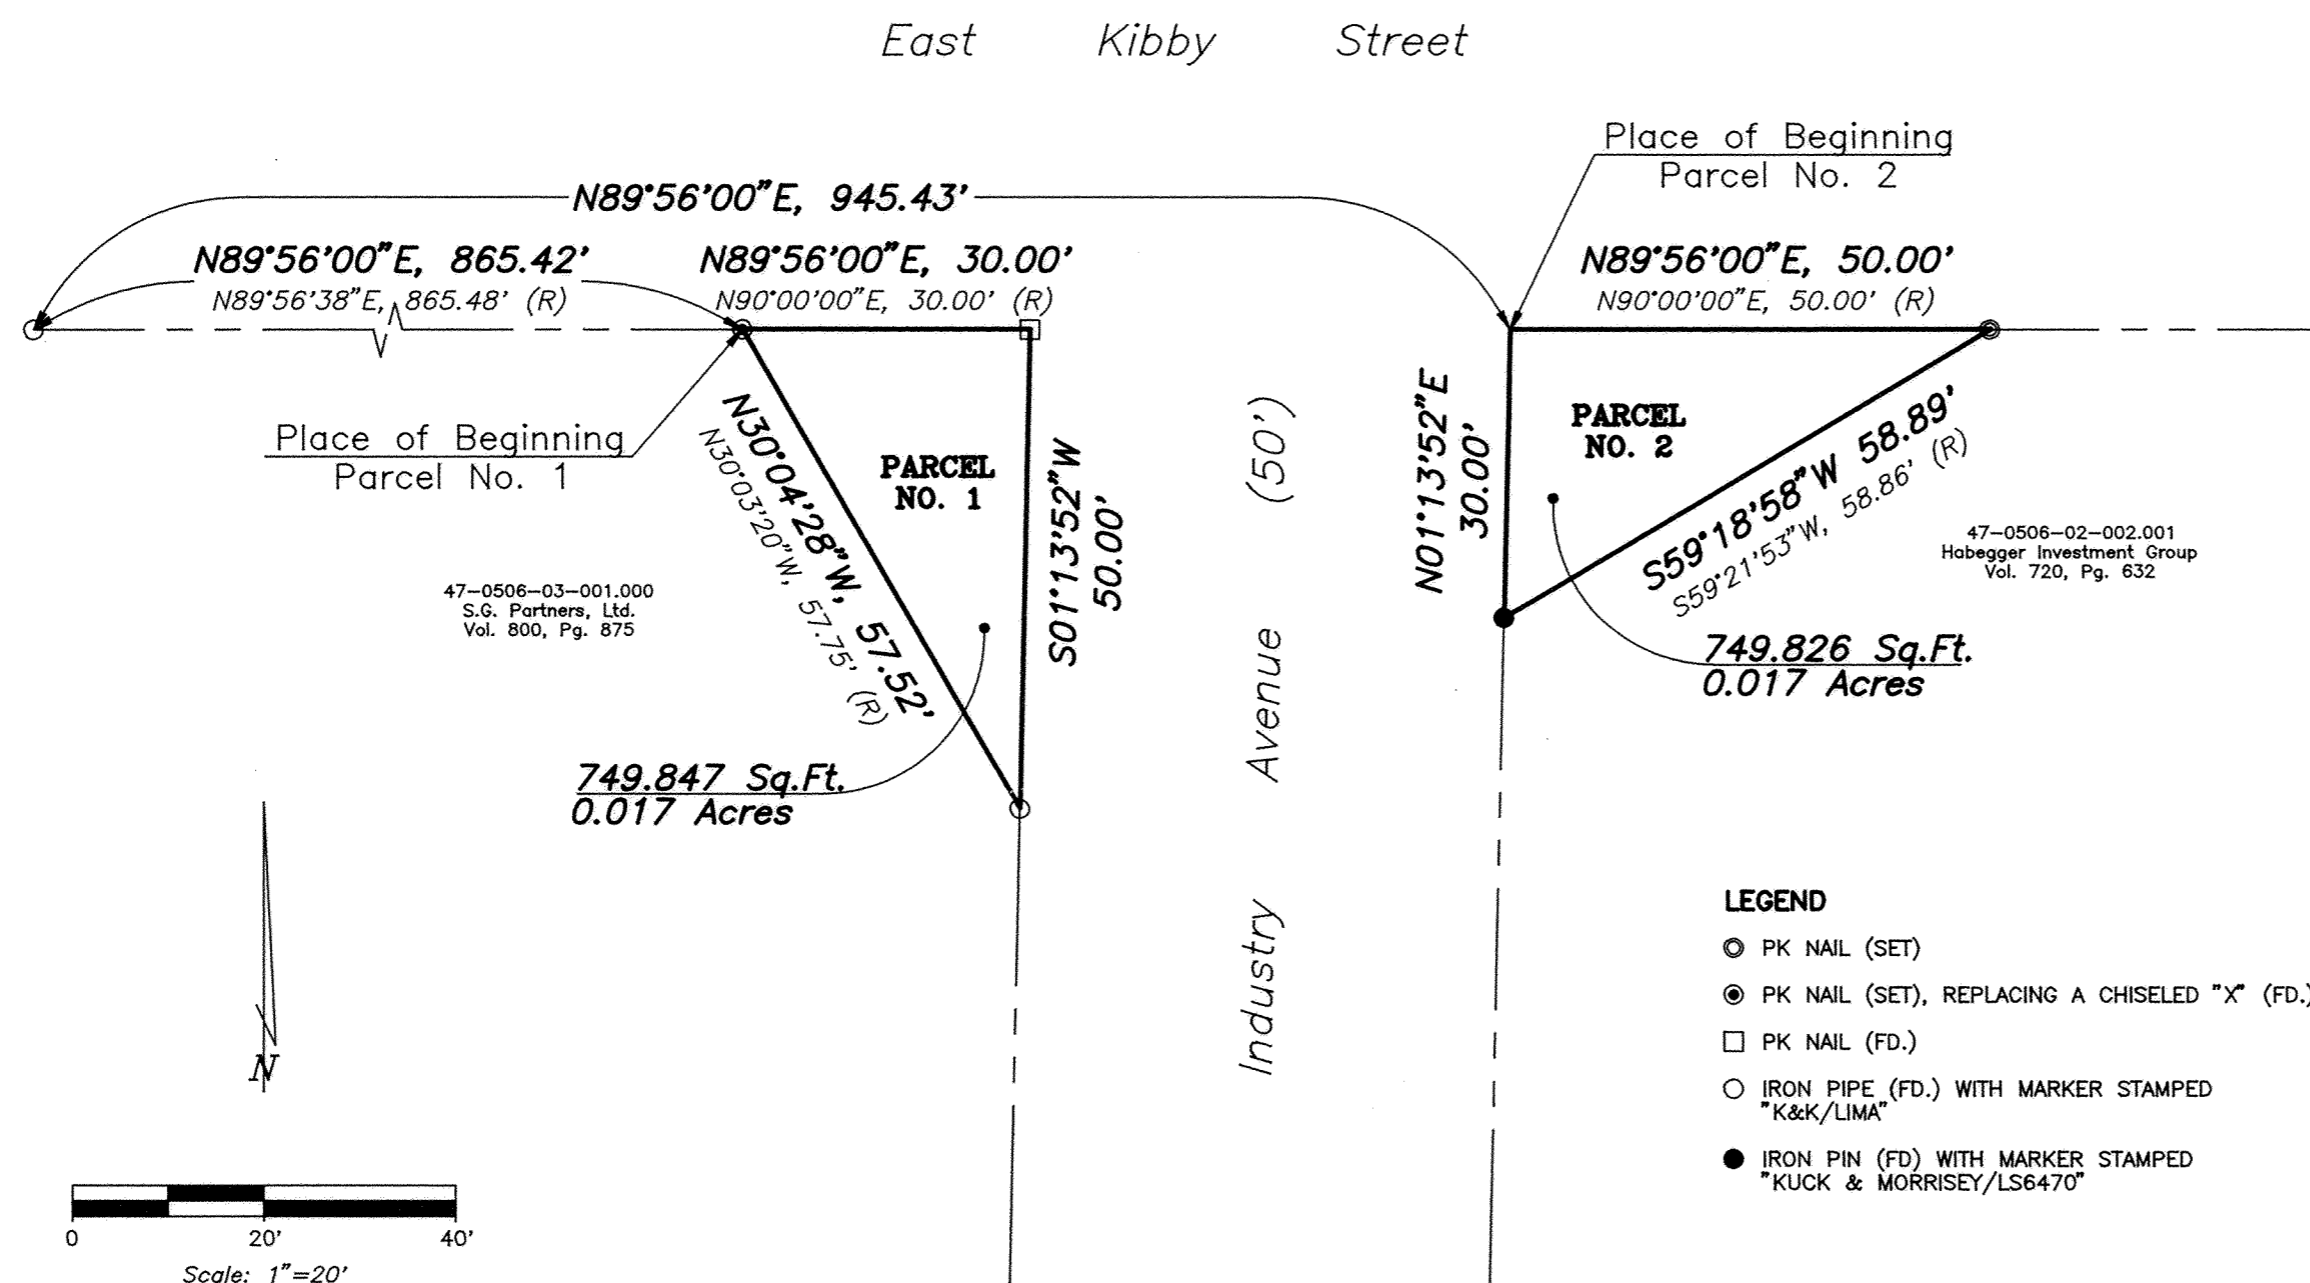 East Kibby Street
Place of Beginning
Parcel No. 2
N89°56'00"E, 945.43'
N89°56'00"E, 865.42'
N89°56'38"E, 865.48' (R)
N89°56'00"E, 30.00'
N90°00'00"E, 30.00' (R)
N89°56'00"E, 50.00'
N90°00'00"E, 50.00' (R)
Place of Beginning
Parcel No. 1
N30°04'28"W, 57.52'
N30°03'20"W, 57.75' (R)
PARCEL
NO. 1
S01°13'52"W
50.00'
Industry Avenue (50')
N01°13'52"E
30.00'
PARCEL
NO. 2
S59°18'58"W 58.89'
S59°21'53"W, 58.86' (R)
47-0506-02-002.001
Habegger Investment Group
Vol. 720, Pg. 632
47-0506-03-001.000
S.G. Partners, Ltd.
Vol. 800, Pg. 875
749.826 Sq.Ft.
0.017 Acres
749.847 Sq.Ft.
0.017 Acres
N
LEGEND
PK NAIL (SET)
PK NAIL (SET), REPLACING A CHISELED "X" (FD.)
PK NAIL (FD.)
IRON PIPE (FD.) WITH MARKER STAMPED
"K&K/LIMA"
IRON PIN (FD) WITH MARKER STAMPED
"KUCK & MORRISEY/LS6470"
0 20' 40'
Scale: 1"=20'